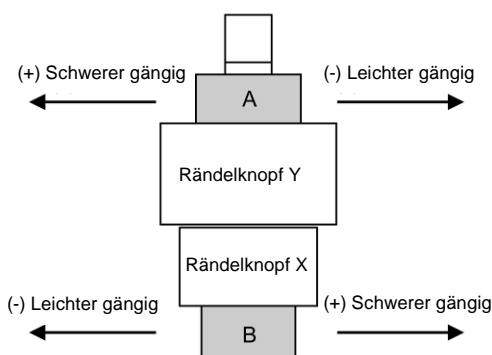 (+) Schwerer gängig
(-) Leichter gängig
A
Rändelknopf Y
Rändelknopf X
(-) Leichter gängig
(+) Schwerer gängig
B